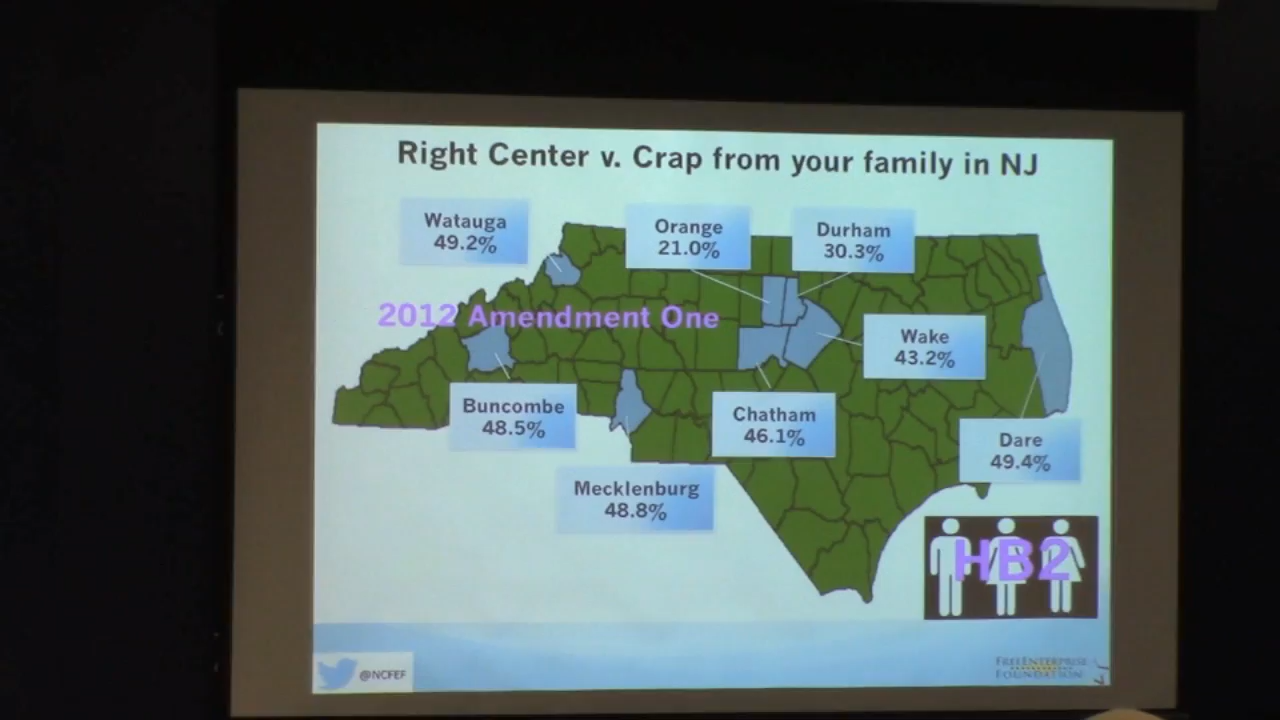 Right Center v. Crap from your family in NJ
Watauga
49.2%
Orange
21.0%
Durham
30.3%
2012 Amendment One
Wake
43.2%
Buncombe
48.5%
Chatham
46.1%
Dare
49.4%
Mecklenburg
48.8%
HB2
@NCFEF
FREEENTERPRISE
FOUNDATION